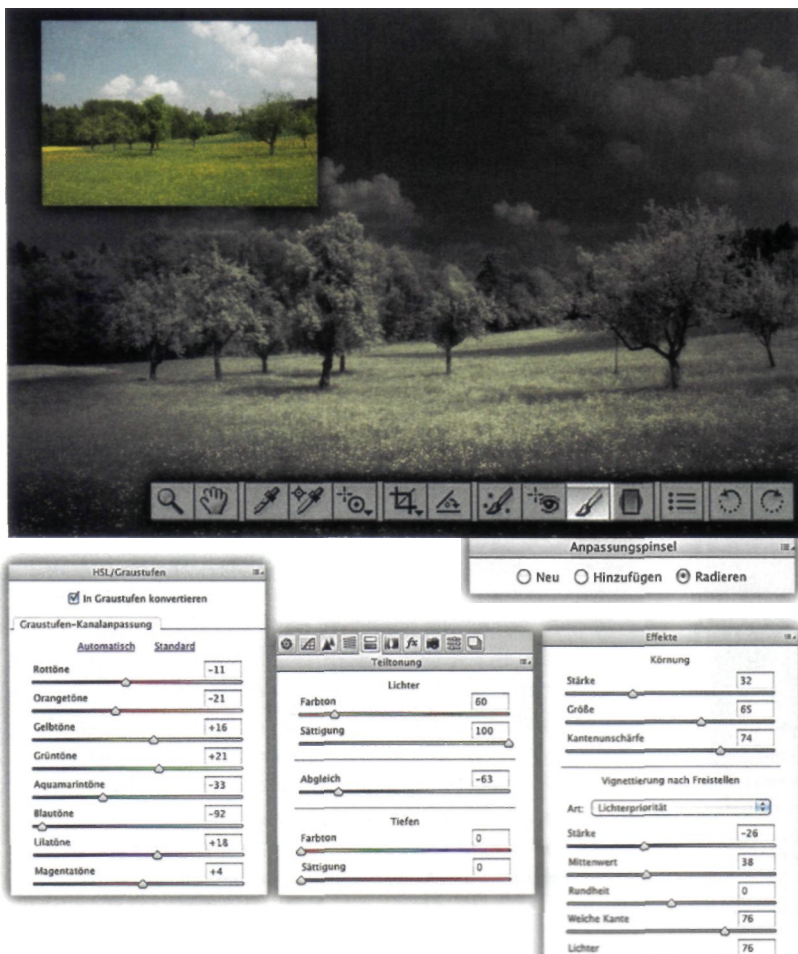 Anpassungspinsel
Neu Hinzufügen Radieren
HSL/Graustufen
In Graustufen konvertieren
Graustufen-Kanalanpassung
Automatisch Standard
Rottöne -11
Orangetöne -21
Gelbtöne +16
Grüntöne +21
Aquamarintöne -33
Blautöne -92
Lilatöne +18
Magentatöne +4
fx
Teiltonung
Lichter
Farbton 60
Sättigung 100
Abgleich -63
Tiefen
Farbton 0
Sättigung 0
Effekte
Körnung
Stärke 32
Größe 65
Kantenunschärfe 74
Vignettierung nach Freistellen
Art: Lichterpriorität
Stärke -26
Mittenwert 38
Rundheit 0
Weiche Kante 76
Lichter 76